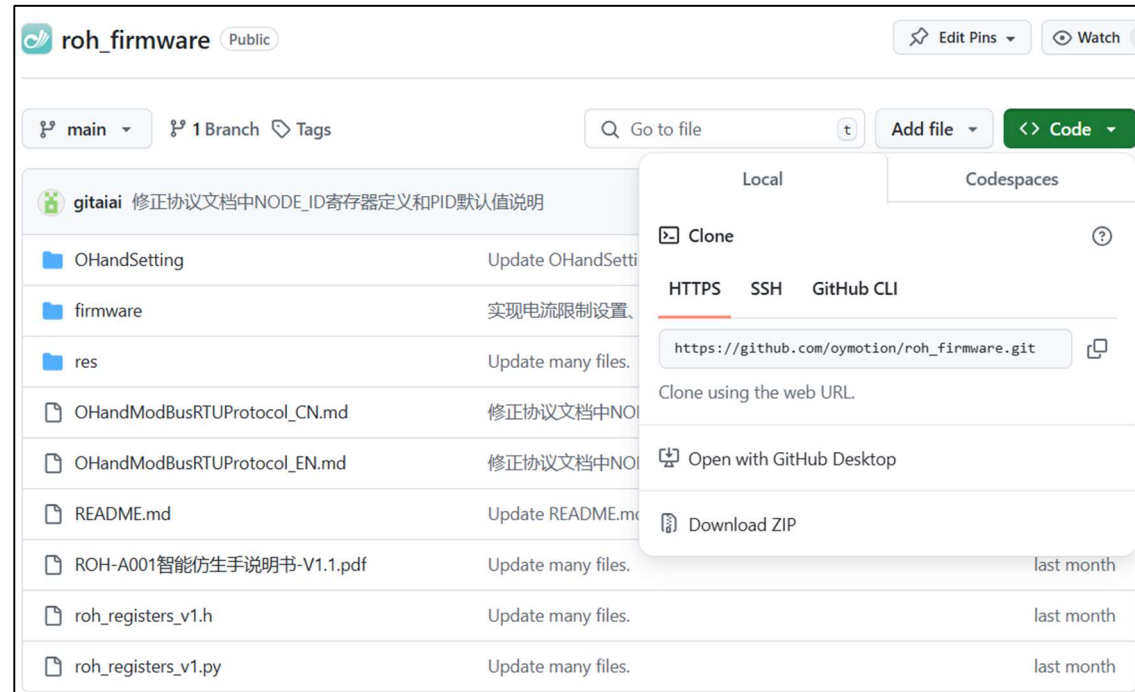 roh_firmware Public Edit Pins Watch
main 1 Branch Tags Go to file t Add file <> Code
Local Codespaces
gitaiai 修正协议文档中NODE_ID寄存器定义和PID默认值说明
Clone
OHandSetting Update OHandSetti
HTTPS SSH GitHub CLI
firmware 实现电流限制设置、
https://github.com/oymotion/roh_firmware.git
res Update many files.
Clone using the web URL.
OHandModBusRTUProtocol_CN.md 修正协议文档中NO
Open with GitHub Desktop
OHandModBusRTUProtocol_EN.md 修正协议文档中NO
README.md Update README.m
Download ZIP
ROH-A001智能仿生手说明书-V1.1.pdf Update many files. last month
roh_registers_v1.h Update many files. last month
roh_registers_v1.py Update many files. last month